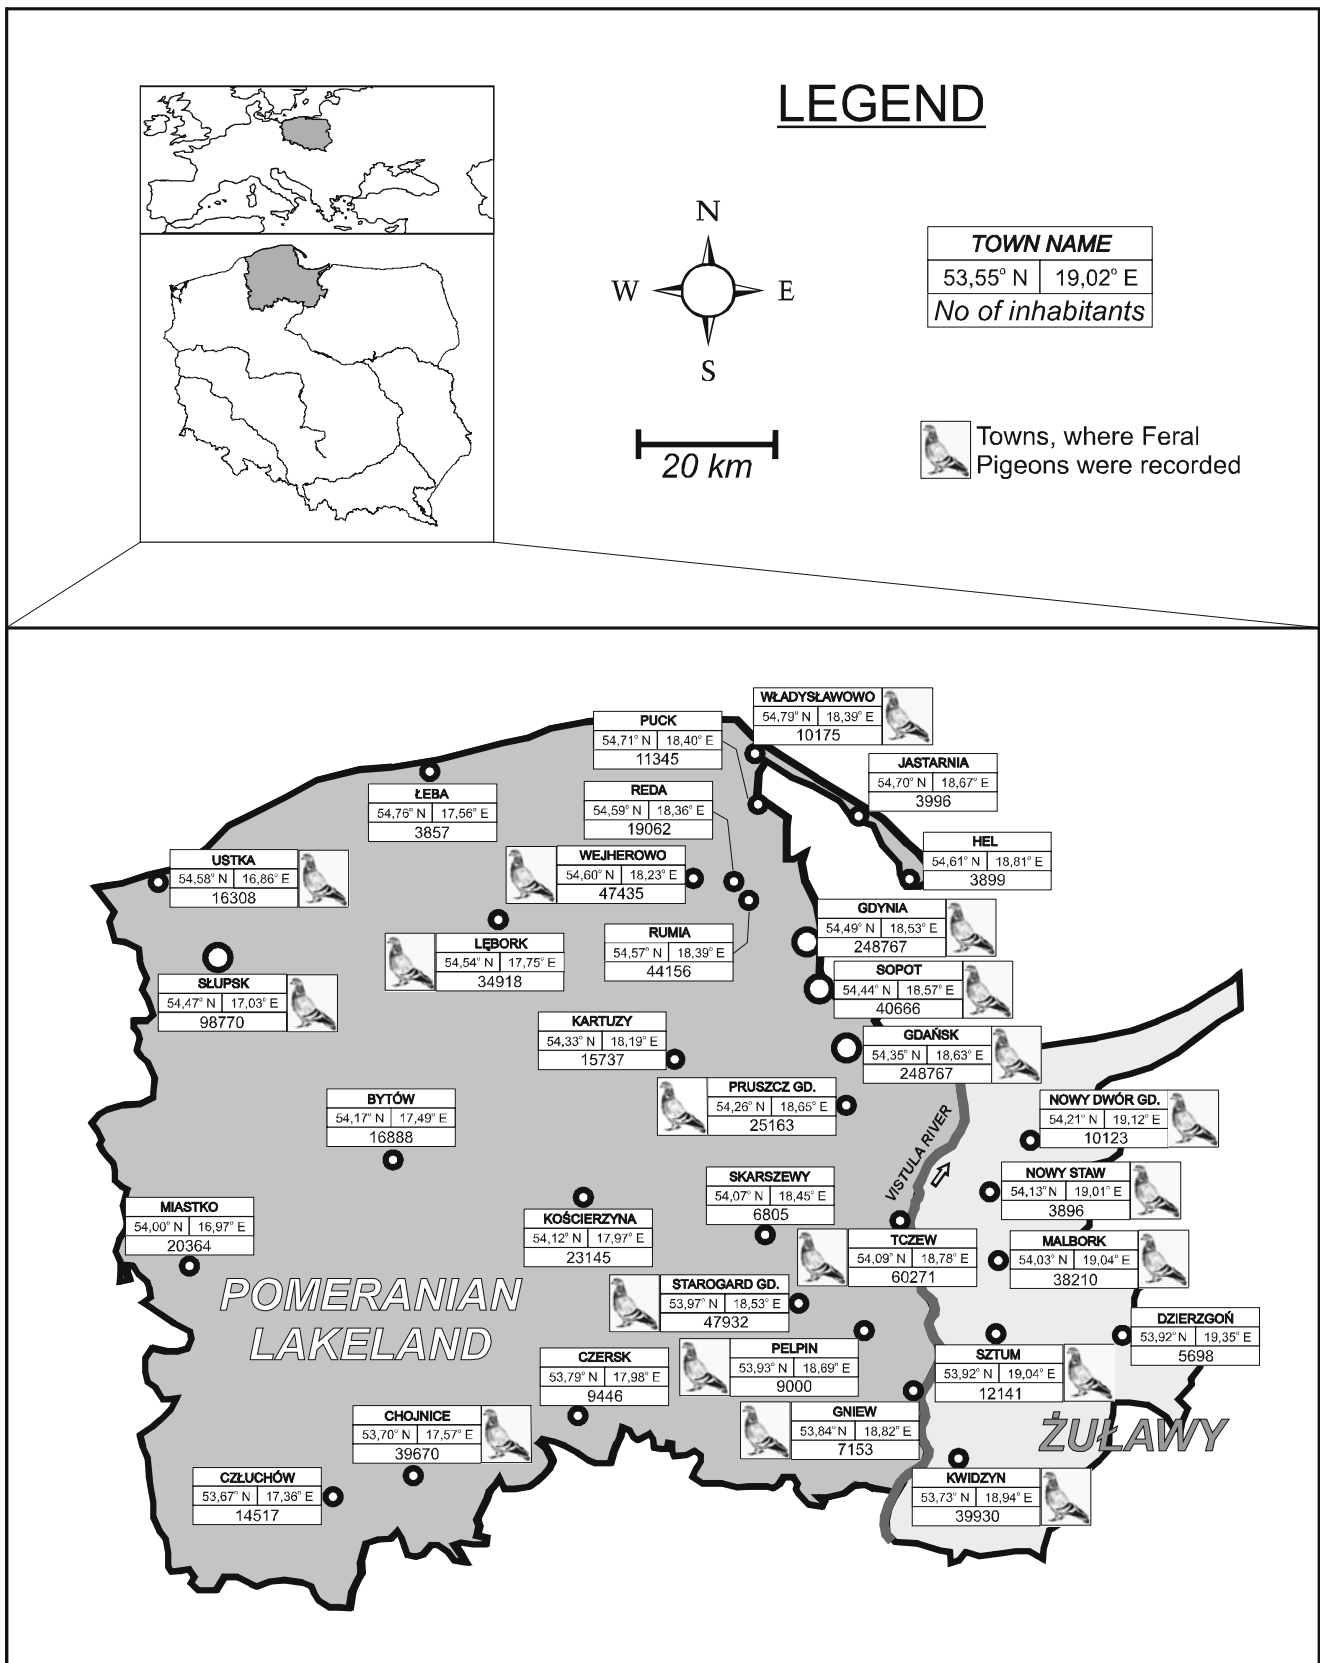 LEGEND
N
W
E
S
TOWN NAME
53,55° N 19,02° E
No of inhabitants
20 km
Towns, where Feral
Pigeons were recorded
WŁADYSŁAWOWO
54,79° N 18,39° E
10175
PUCK
54,71° N 18,40° E
11345
JASTARNIA
54,70° N 18,67° E
3996
ŁEBA
54,76° N 17,56° E
3857
REDA
54,59° N 18,36° E
19062
HEL
54,61° N 18,81° E
3899
USTKA
54,58° N 16,86° E
16308
WEJHEROWO
54,60° N 18,23° E
47435
GDYNIA
54,49° N 18,53° E
248767
RUMIA
54,57° N 18,39° E
44156
LĘBORK
54,54° N 17,75° E
34918
SOPOT
54,44° N 18,57° E
40666
SŁUPSK
54,47° N 17,03° E
98770
KARTUZY
54,33° N 18,19° E
15737
GDAŃSK
54,35° N 18,63° E
248767
PRUSZCZ GD.
54,26° N 18,65° E
25163
BYTÓW
54,17° N 17,49° E
16888
NOWY DWÓR GD.
54,21° N 19,12° E
10123
VISTULA RIVER
SKARSZEWY
54,07° N 18,45° E
6805
NOWY STAW
54,13° N 19,01° E
3896
MIASTKO
54,00° N 16,97° E
20364
KOŚCIERZYNA
54,12° N 17,97° E
23145
TCZEW
54,09° N 18,78° E
60271
MALBORK
54,03° N 19,04° E
38210
POMERANIAN
LAKELAND
STAROGARD GD.
53,97° N 18,53° E
47932
DZIERZGOŃ
53,92° N 19,35° E
5698
PELPIN
53,93° N 18,69° E
9000
SZTUM
53,92° N 19,04° E
12141
CZERSK
53,79° N 17,98° E
9446
CHOJNICE
53,70° N 17,57° E
39670
GNIEW
53,84° N 18,82° E
7153
ŻUŁAWY
CZŁUCHÓW
53,67° N 17,36° E
14517
KWIDZYN
53,73° N 18,94° E
39930